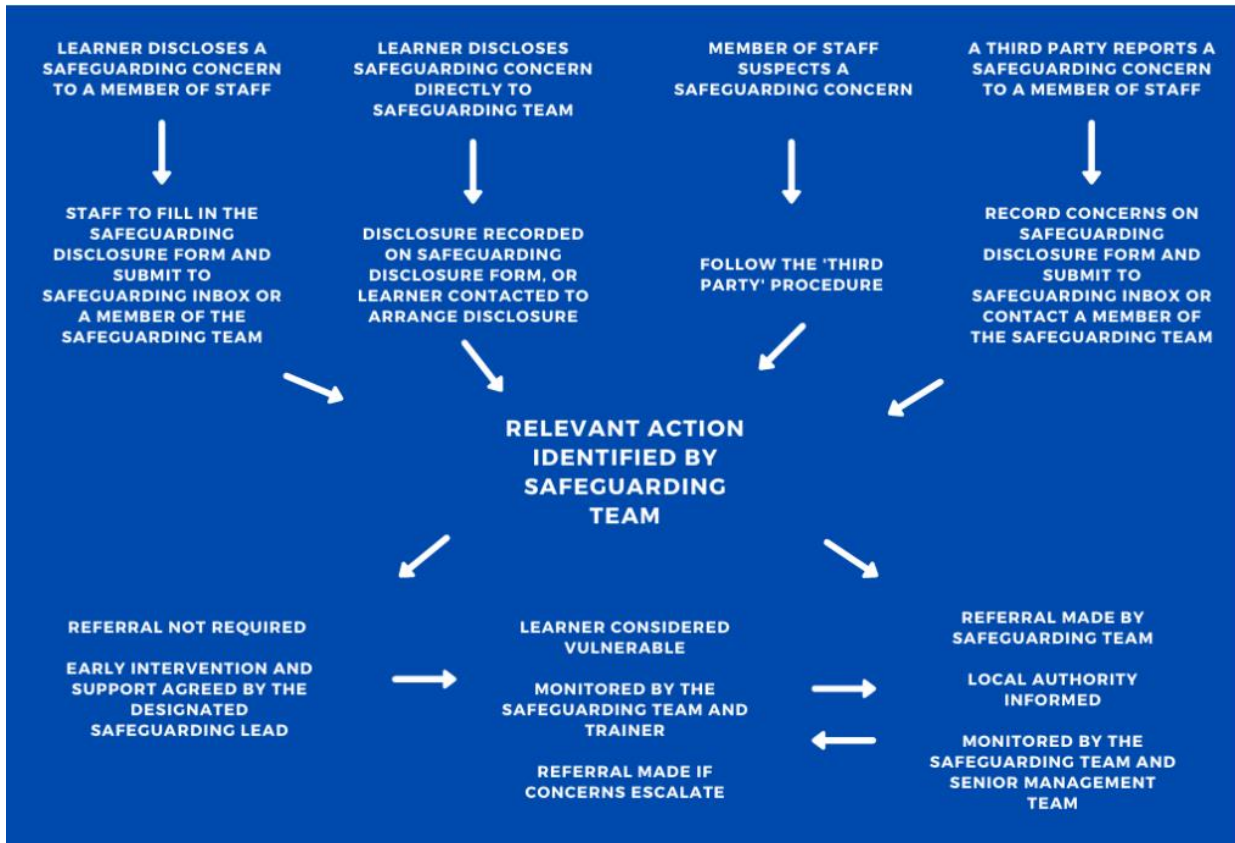 LEARNER DISCLOSES A
SAFEGUARDING CONCERN
TO A MEMBER OF STAFF
LEARNER DISCLOSES
SAFEGUARDING CONCERN
DIRECTLY TO
SAFEGUARDING TEAM
MEMBER OF STAFF
SUSPECTS A
SAFEGUARDING CONCERN
A THIRD PARTY REPORTS A
SAFEGUARDING CONCERN
TO A MEMBER OF STAFF
STAFF TO FILL IN THE
SAFEGUARDING
DISCLOSURE FORM AND
SUBMIT TO
SAFEGUARDING INBOX OR
A MEMBER OF THE
SAFEGUARDING TEAM
DISCLOSURE RECORDED
ON SAFEGUARDING
DISCLOSURE FORM, OR
LEARNER CONTACTED TO
ARRANGE DISCLOSURE
FOLLOW THE 'THIRD
PARTY' PROCEDURE
RECORD CONCERNS ON
SAFEGUARDING
DISCLOSURE FORM AND
SUBMIT TO
SAFEGUARDING INBOX OR
CONTACT A MEMBER OF
THE SAFEGUARDING TEAM
RELEVANT ACTION
IDENTIFIED BY
SAFEGUARDING
TEAM
REFERRAL NOT REQUIRED
EARLY INTERVENTION AND
SUPPORT AGREED BY THE
DESIGNATED
SAFEGUARDING LEAD
LEARNER CONSIDERED
VULNERABLE
MONITORED BY THE
SAFEGUARDING TEAM AND
TRAINER
REFERRAL MADE IF
CONCERNS ESCALATE
REFERRAL MADE BY
SAFEGUARDING TEAM
LOCAL AUTHORITY
INFORMED
MONITORED BY THE
SAFEGUARDING TEAM AND
SENIOR MANAGEMENT
TEAM